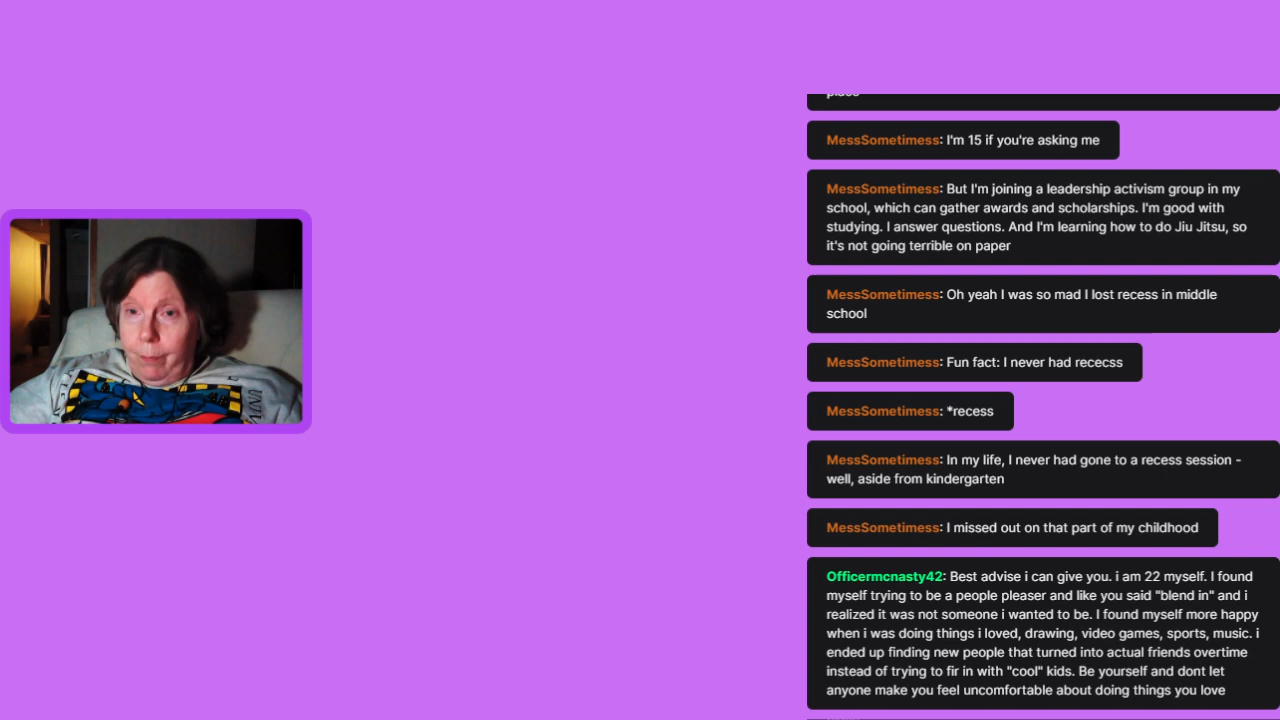 place
MessSometimess: I'm 15 if you're asking me
MessSometimess: But I'm joining a leadership activism group in my
school, which can gather awards and scholarships. I'm good with
studying. I answer questions. And I'm learning how to do Jiu Jitsu, so
it's not going terrible on paper
MessSometimess: Oh yeah I was so mad I lost recess in middle
school
MessSometimess: Fun fact: I never had rececss
MessSometimess: *recess
MessSometimess: In my life, I never had gone to a recess session -
well, aside from kindergarten
MessSometimess: I missed out on that part of my childhood
Officermcnasty42: Best advise i can give you. i am 22 myself. I found
myself trying to be a people pleaser and like you said "blend in" and i
realized it was not someone i wanted to be. I found myself more happy
when i was doing things i loved, drawing, video games, sports, music. i
ended up finding new people that turned into actual friends overtime
instead of trying to fir in with "cool" kids. Be yourself and dont let
anyone make you feel uncomfortable about doing things you love